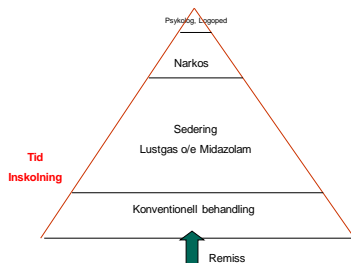 Psykolog, Logoped
Narkos
Sedering
Lustgas o/e Midazolam
Tid
Inskolning
Konventionell behandling
Remiss